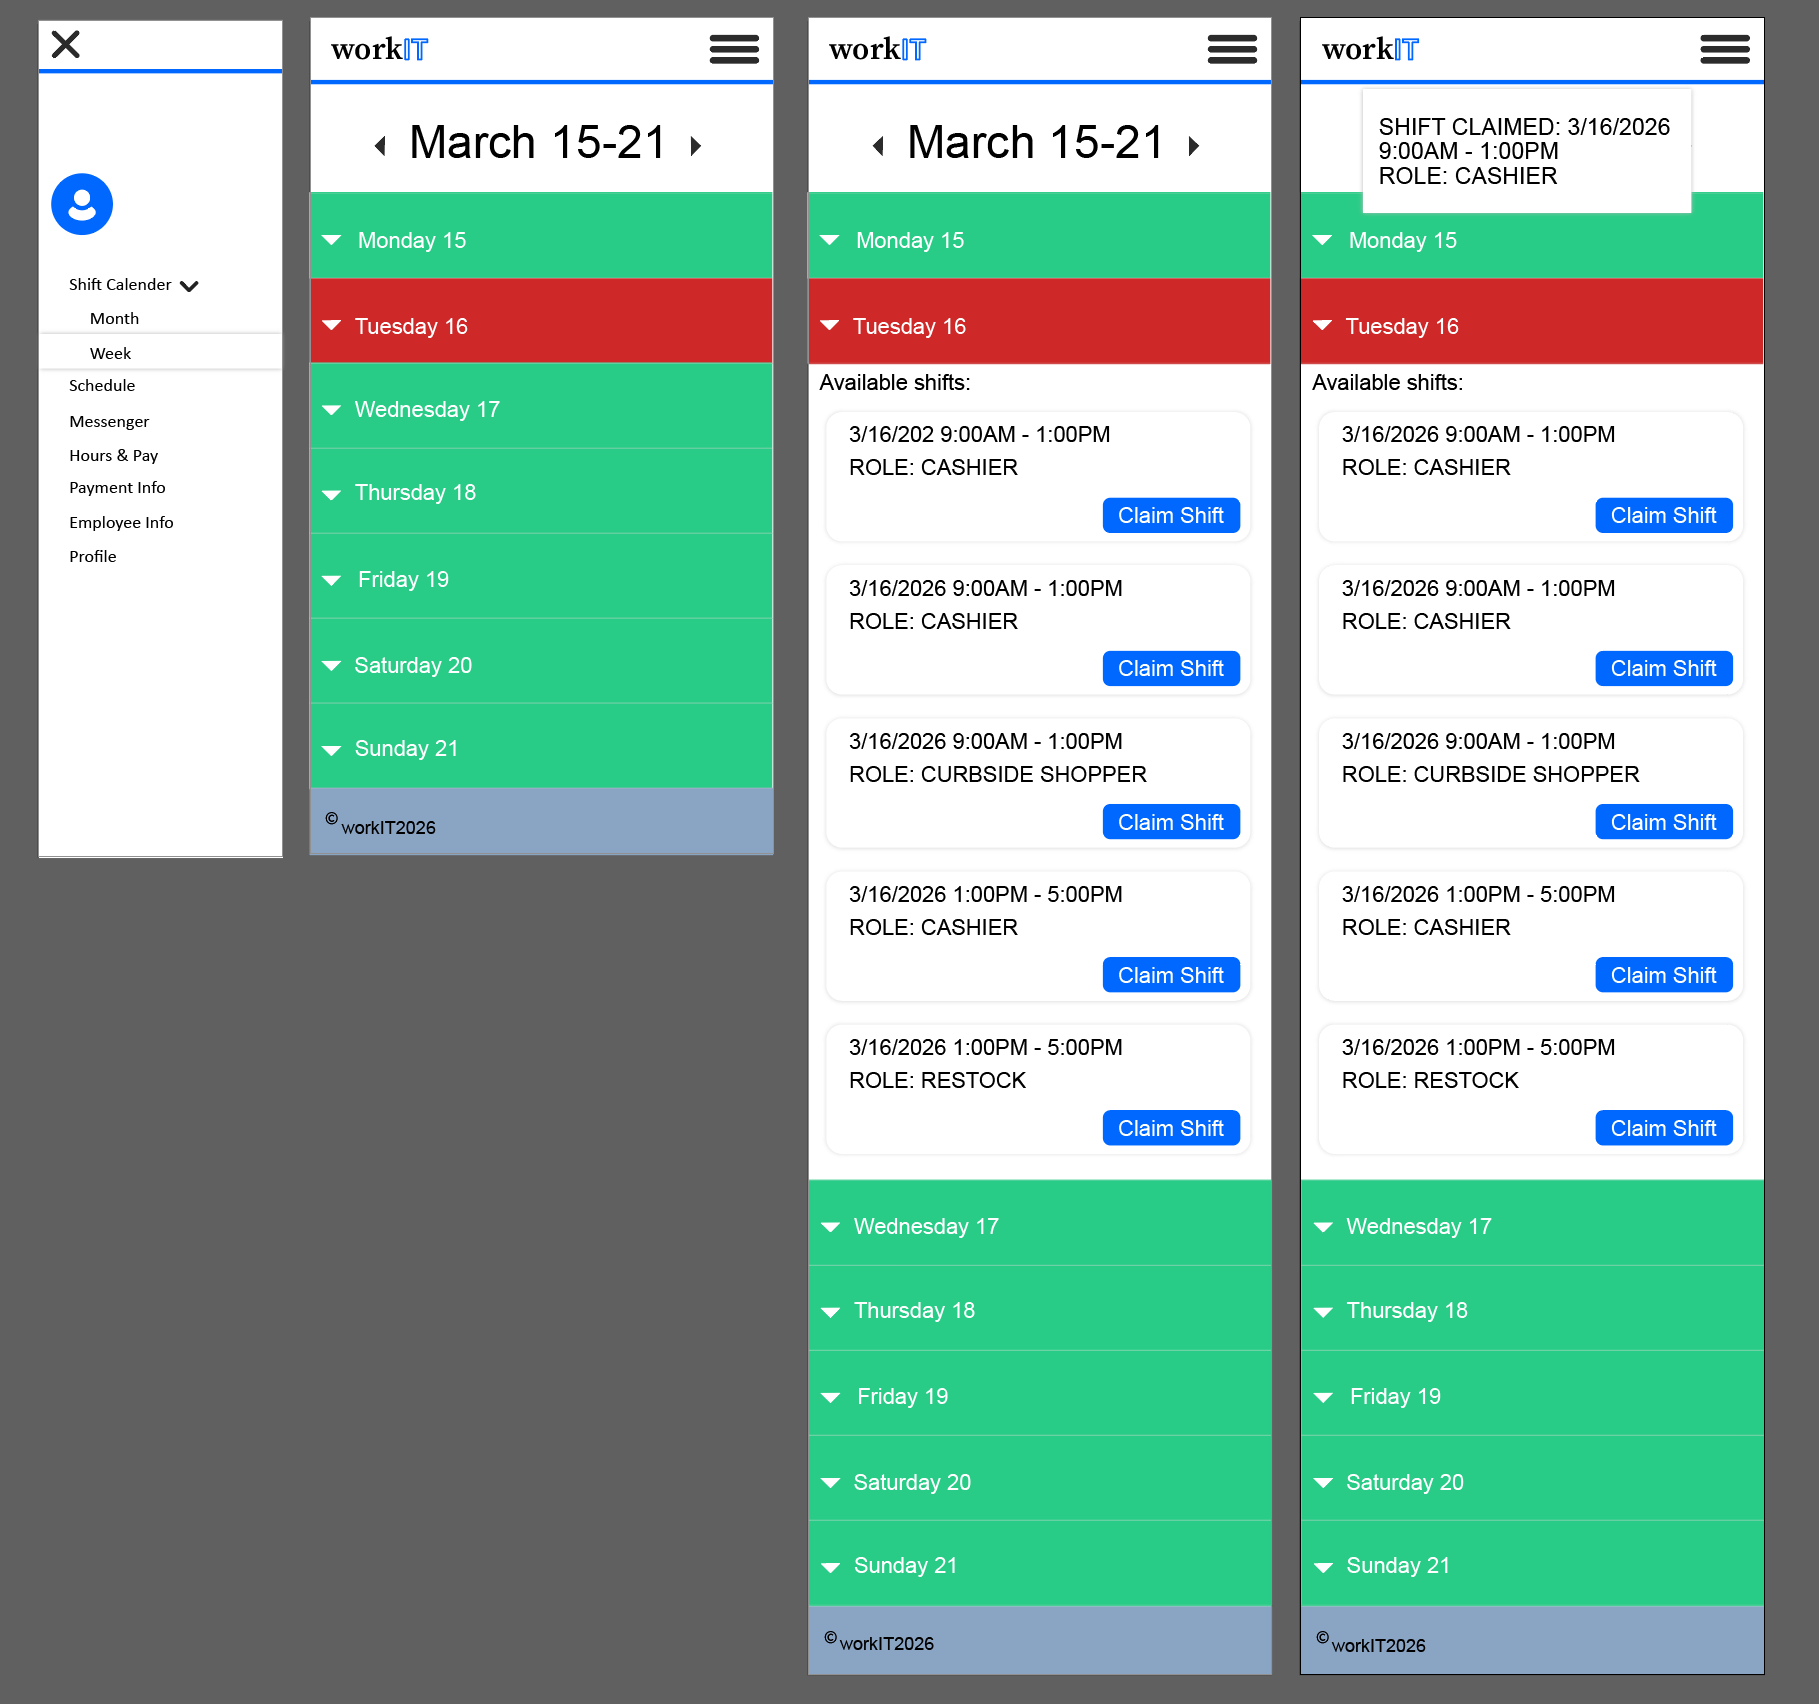 Shift Calender
Month
Week
Schedule
Messenger
Hours & Pay
Payment Info
Employee Info
Profile
workIT
March 15-21
Monday 15
Tuesday 16
Wednesday 17
Thursday 18
Friday 19
Saturday 20
Sunday 21
© workIT2026
workIT
March 15-21
Monday 15
Tuesday 16
Available shifts:
3/16/202 9:00AM - 1:00PM
ROLE: CASHIER
Claim Shift
3/16/2026 9:00AM - 1:00PM
ROLE: CASHIER
Claim Shift
3/16/2026 9:00AM - 1:00PM
ROLE: CURBSIDE SHOPPER
Claim Shift
3/16/2026 1:00PM - 5:00PM
ROLE: CASHIER
Claim Shift
3/16/2026 1:00PM - 5:00PM
ROLE: RESTOCK
Claim Shift
Wednesday 17
Thursday 18
Friday 19
Saturday 20
Sunday 21
© workIT2026
workIT
SHIFT CLAIMED: 3/16/2026
9:00AM - 1:00PM
ROLE: CASHIER
Monday 15
Tuesday 16
Available shifts:
3/16/2026 9:00AM - 1:00PM
ROLE: CASHIER
Claim Shift
3/16/2026 9:00AM - 1:00PM
ROLE: CASHIER
Claim Shift
3/16/2026 9:00AM - 1:00PM
ROLE: CURBSIDE SHOPPER
Claim Shift
3/16/2026 1:00PM - 5:00PM
ROLE: CASHIER
Claim Shift
3/16/2026 1:00PM - 5:00PM
ROLE: RESTOCK
Claim Shift
Wednesday 17
Thursday 18
Friday 19
Saturday 20
Sunday 21
© workIT2026